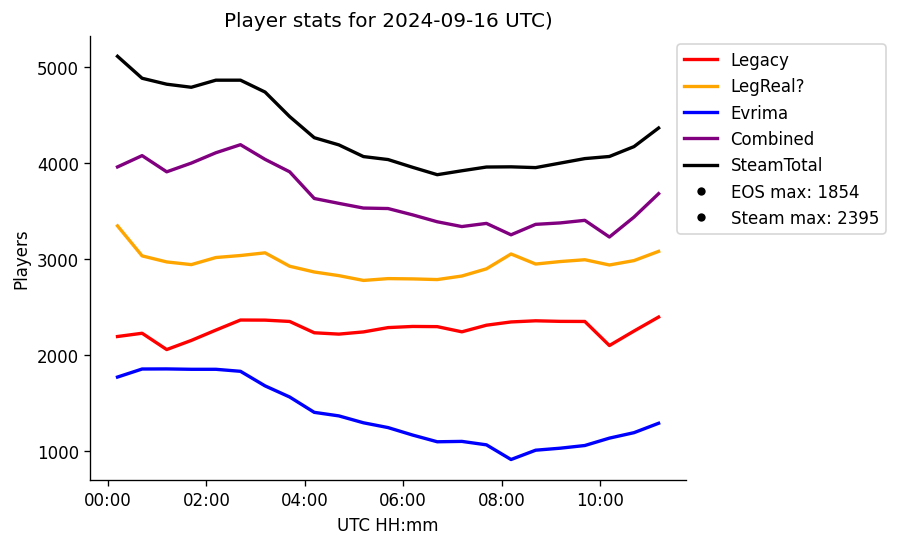 Player stats for 2024-09-16 UTC)
Legacy
LegReal?
Evrima
Combined
SteamTotal
EOS max: 1854
Steam max: 2395
Players
5000
4000
3000
2000
1000
00:00
02:00
04:00
06:00
08:00
10:00
UTC HH:mm